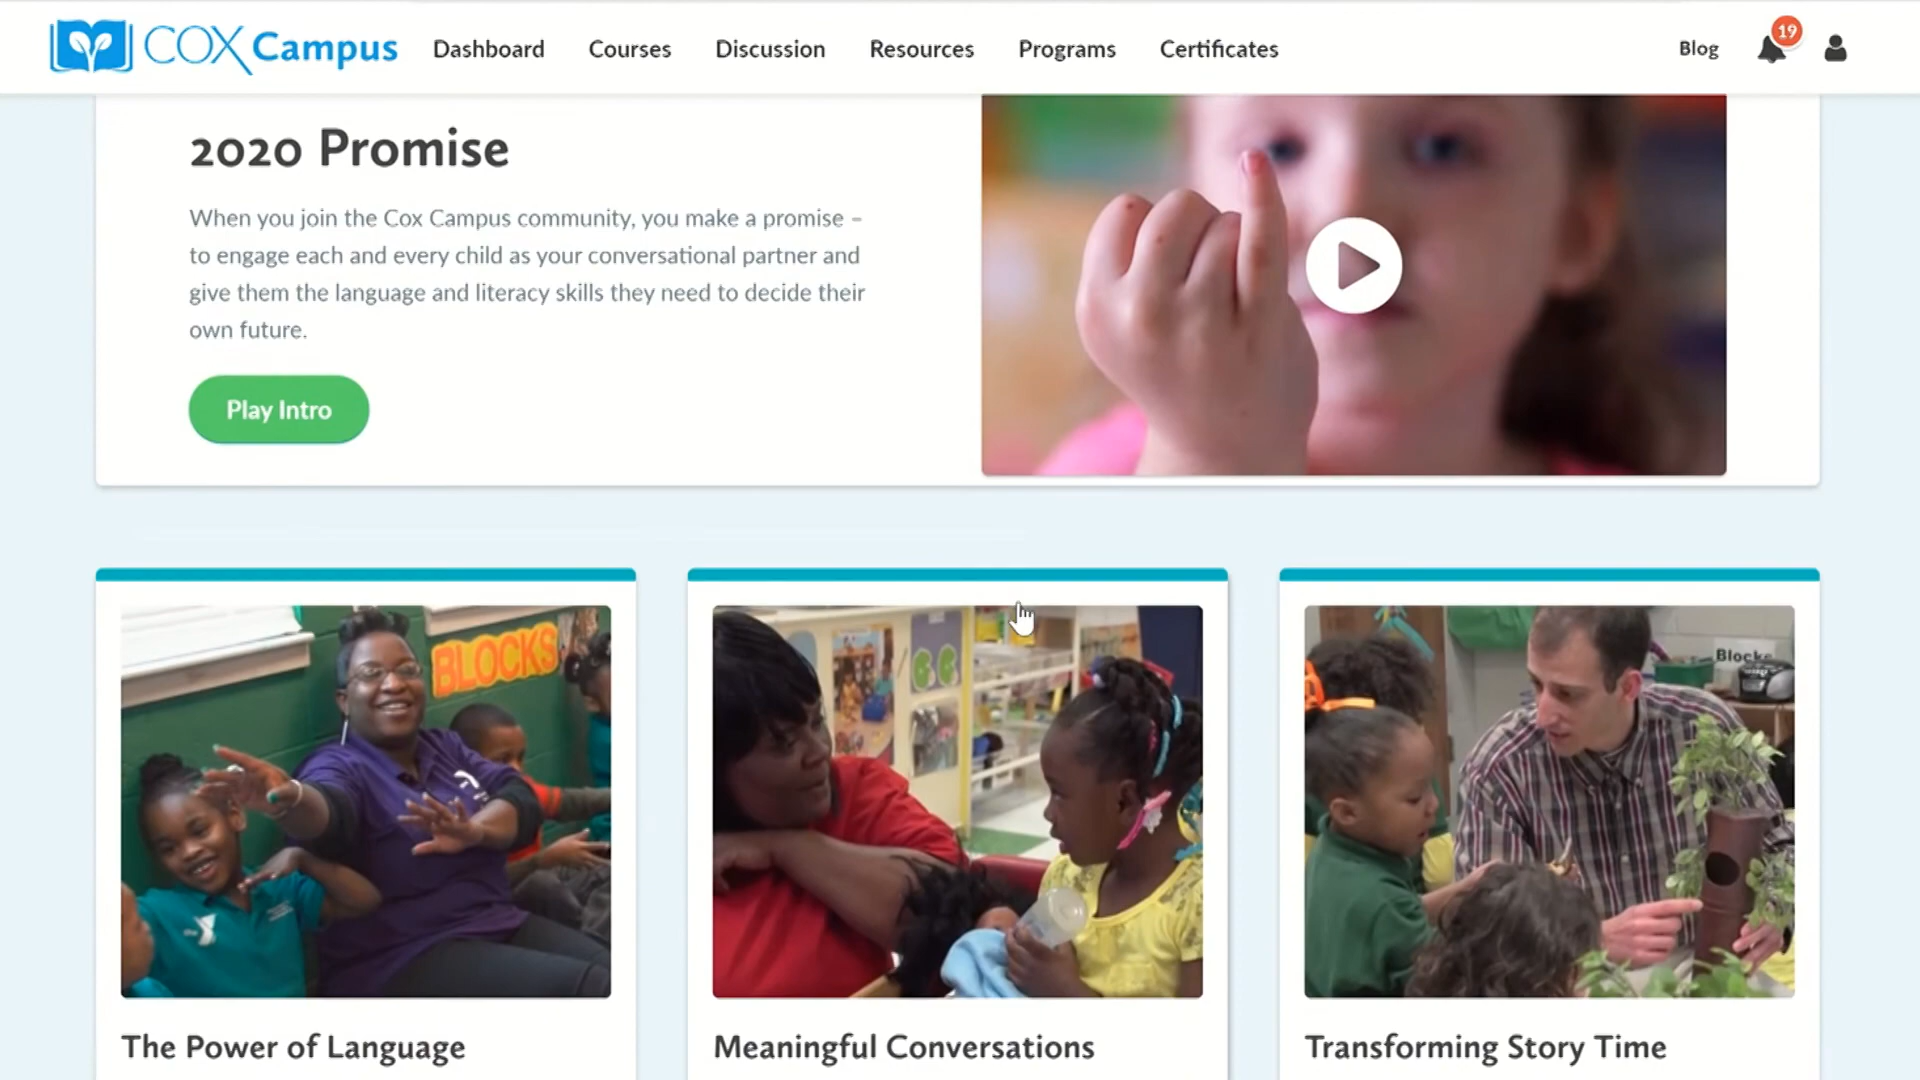 COX Campus
Dashboard
Courses
Discussion
Resources
Programs
Certificates
Blog
19
2020 Promise
When you join the Cox Campus community, you make a promise –
to engage each and every child as your conversational partner and
give them the language and literacy skills they need to decide their
own future.
Play Intro
BLOCKS
Blocks
The Power of Language
Meaningful Conversations
Transforming Story Time